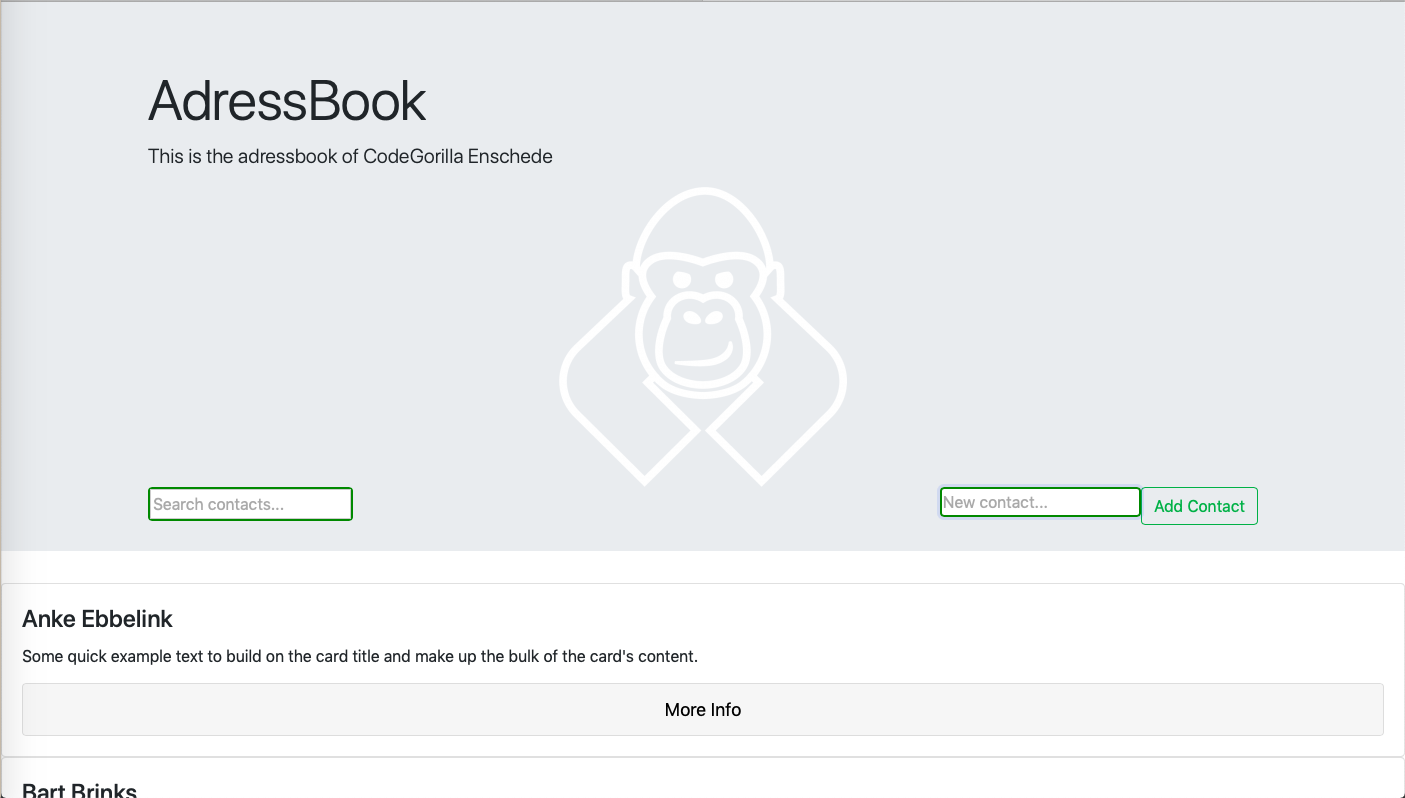 AdressBook
This is the adressbook of CodeGorilla Enschede
Search contacts...
New contact...
Add Contact
Anke Ebbelink
Some quick example text to build on the card title and make up the bulk of the card's content.
More Info
Bart Brinks